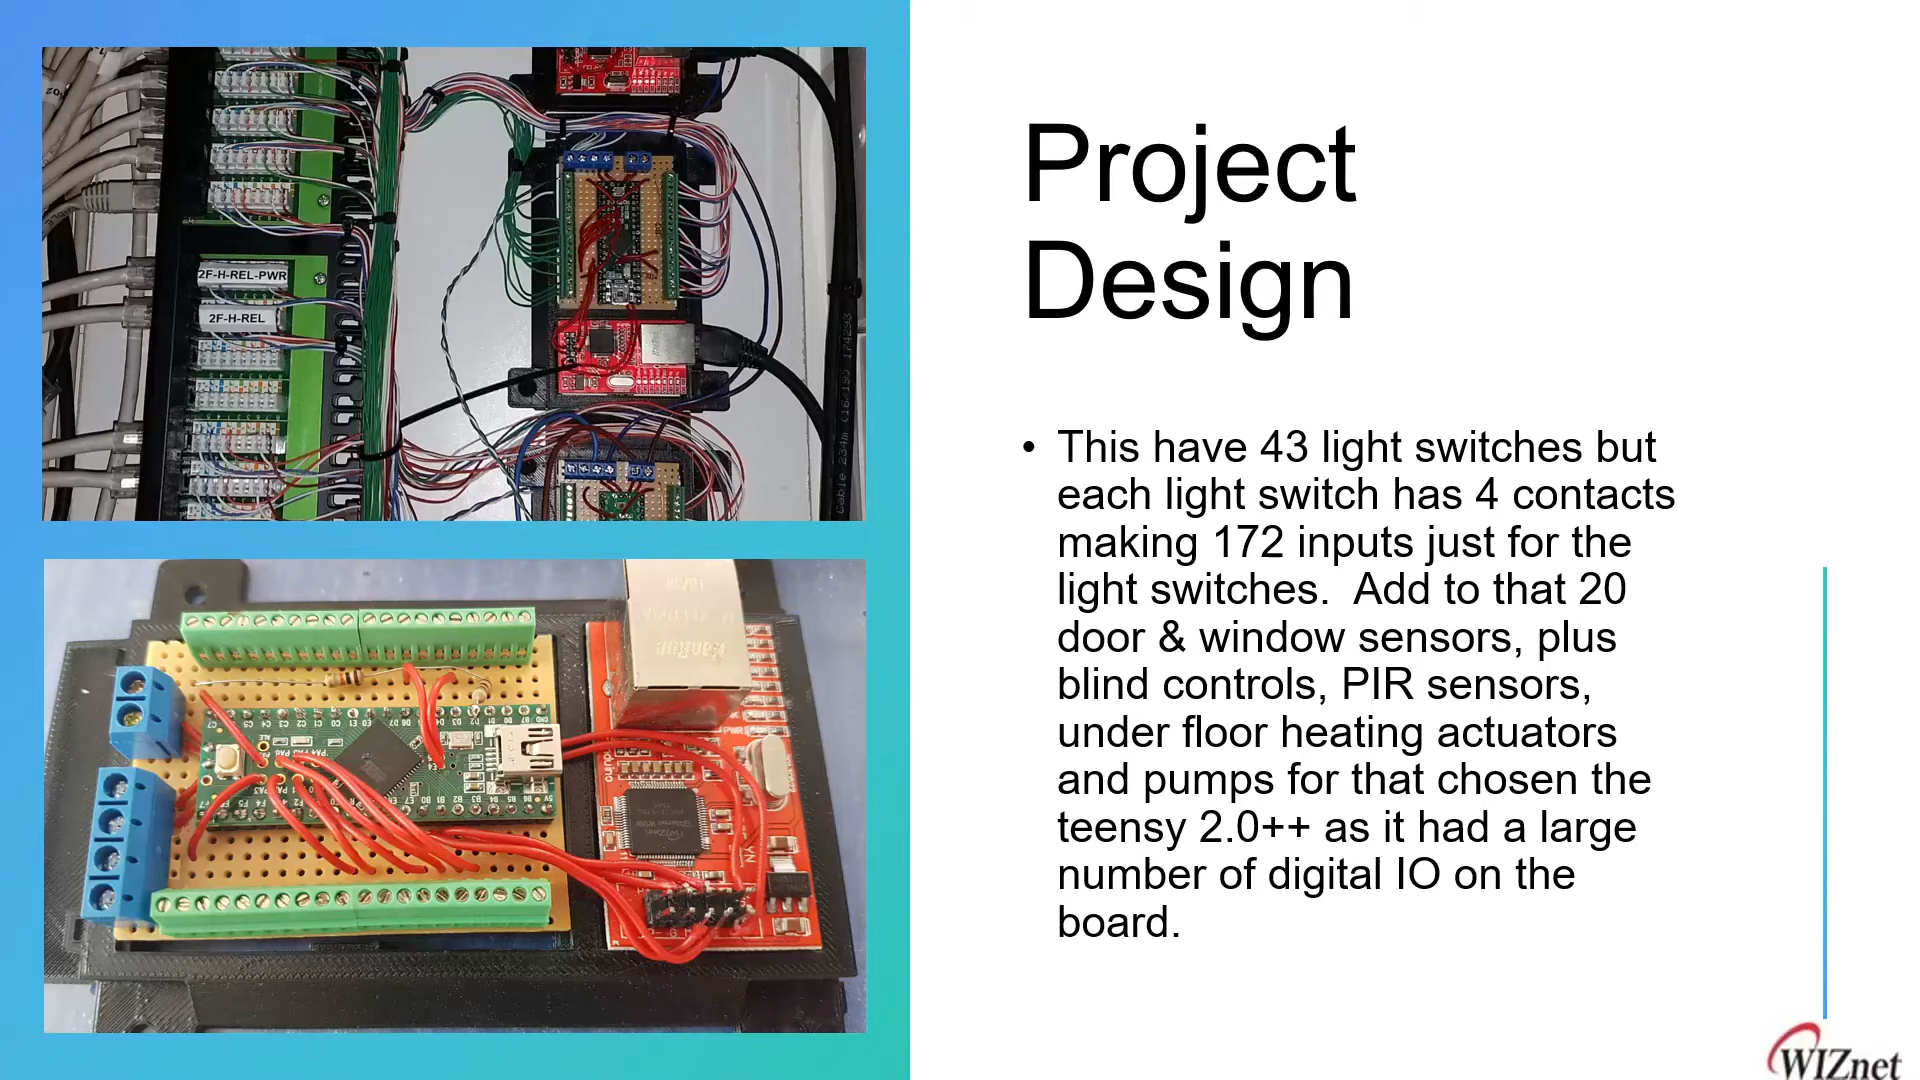 Project
Design
• This have 43 light switches but
each light switch has 4 contacts
making 172 inputs just for the
light switches.  Add to that 20
door & window sensors, plus
blind controls, PIR sensors,
under floor heating actuators
and pumps for that chosen the
teensy 2.0++ as it had a large
number of digital IO on the
board.
2F-H-REL-PWR
2F-H-REL
WIZnet